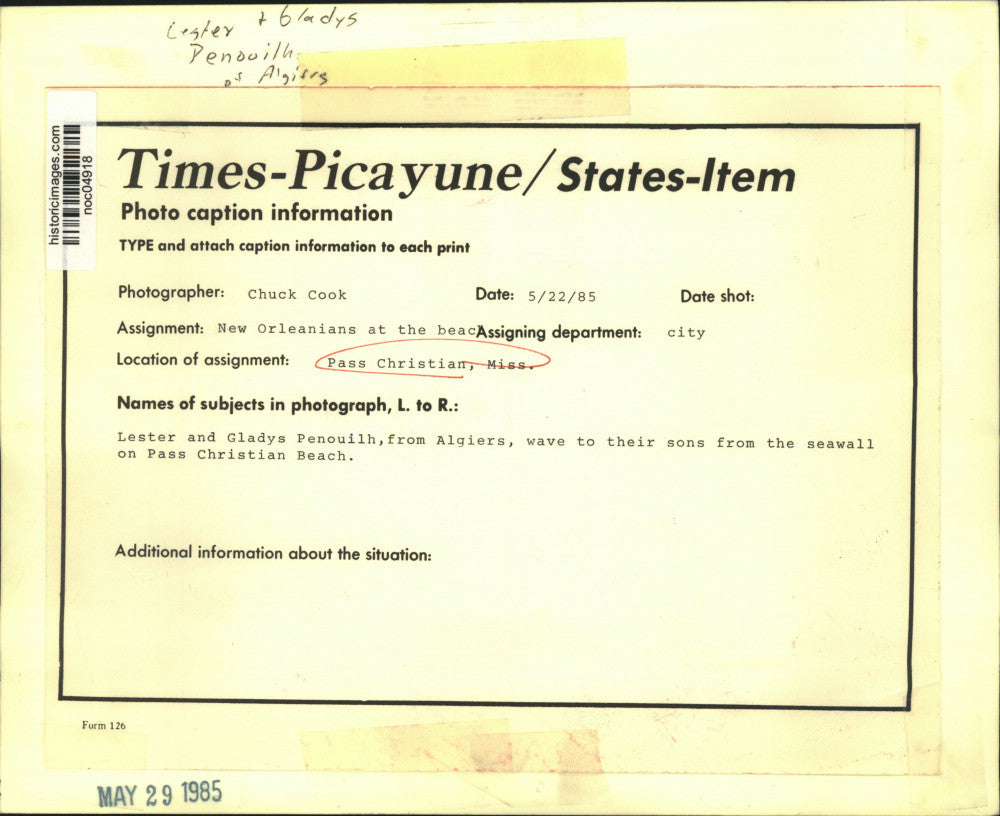 Lester & Gladys
Penouilh
of Algiers
historicimages.com
noc04918
Times-Picayune/States-Item
Photo caption information
TYPE and attach caption information to each print
Photographer: Chuck Cook Date: 5/22/85 Date shot:
Assignment: New Orleanians at the beac Assigning department: city
Location of assignment: Pass Christian, Miss.
Names of subjects in photograph, L. to R.:
Lester and Gladys Penouilh,from Algiers, wave to their sons from the seawall
on Pass Christian Beach.
Additional information about the situation:
Form 126
MAY 29 1985